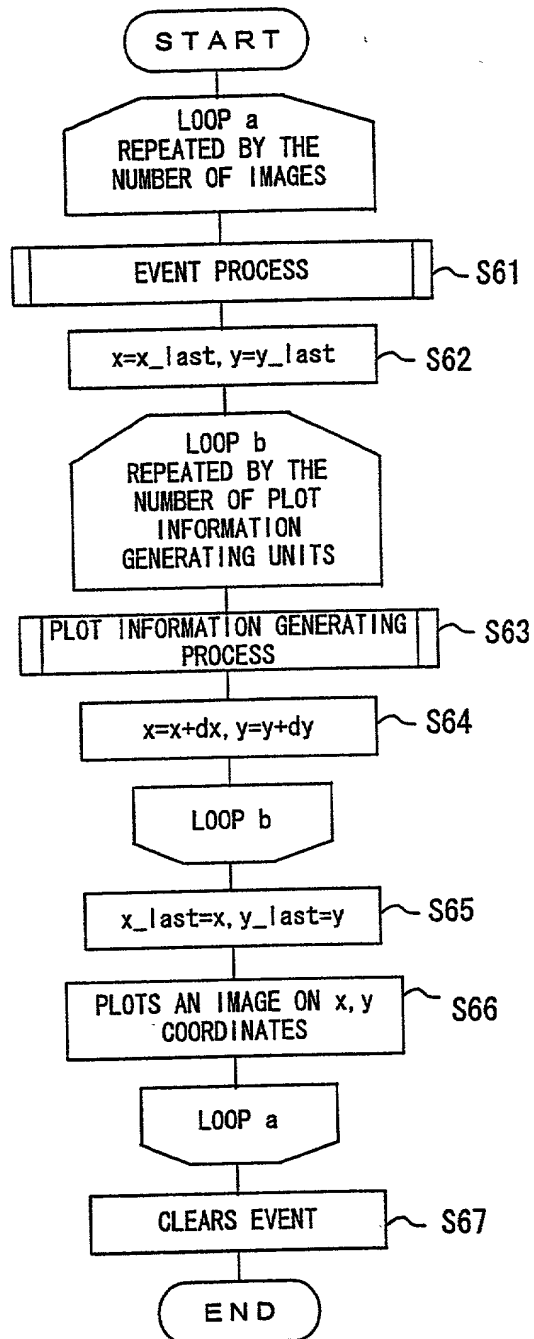 START
LOOP a
REPEATED BY THE
NUMBER OF IMAGES
EVENT PROCESS
S61
x=x_last, y=y_last
S62
LOOP b
REPEATED BY THE
NUMBER OF PLOT
INFORMATION
GENERATING UNITS
PLOT INFORMATION GENERATING
PROCESS
S63
x=x+dx, y=y+dy
S64
LOOP b
x_last=x, y_last=y
S65
PLOTS AN IMAGE ON x, y
COORDINATES
S66
LOOP a
CLEARS EVENT
S67
END